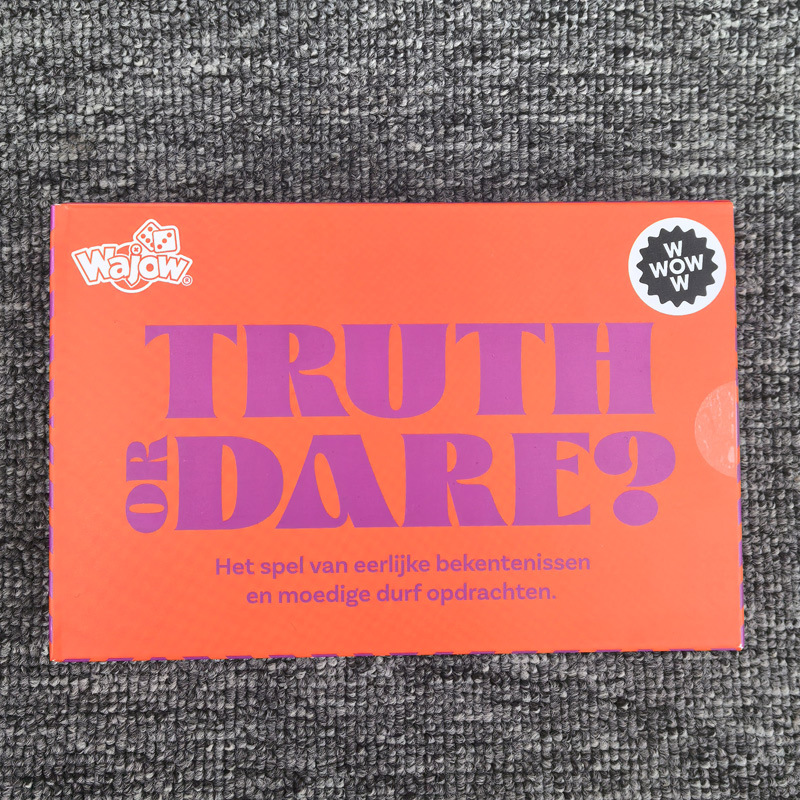 Wajow®
W
WOW
W
TRUTH
OR DARE?
Het spel van eerlijke bekentenissen
en moedige durf opdrachten.